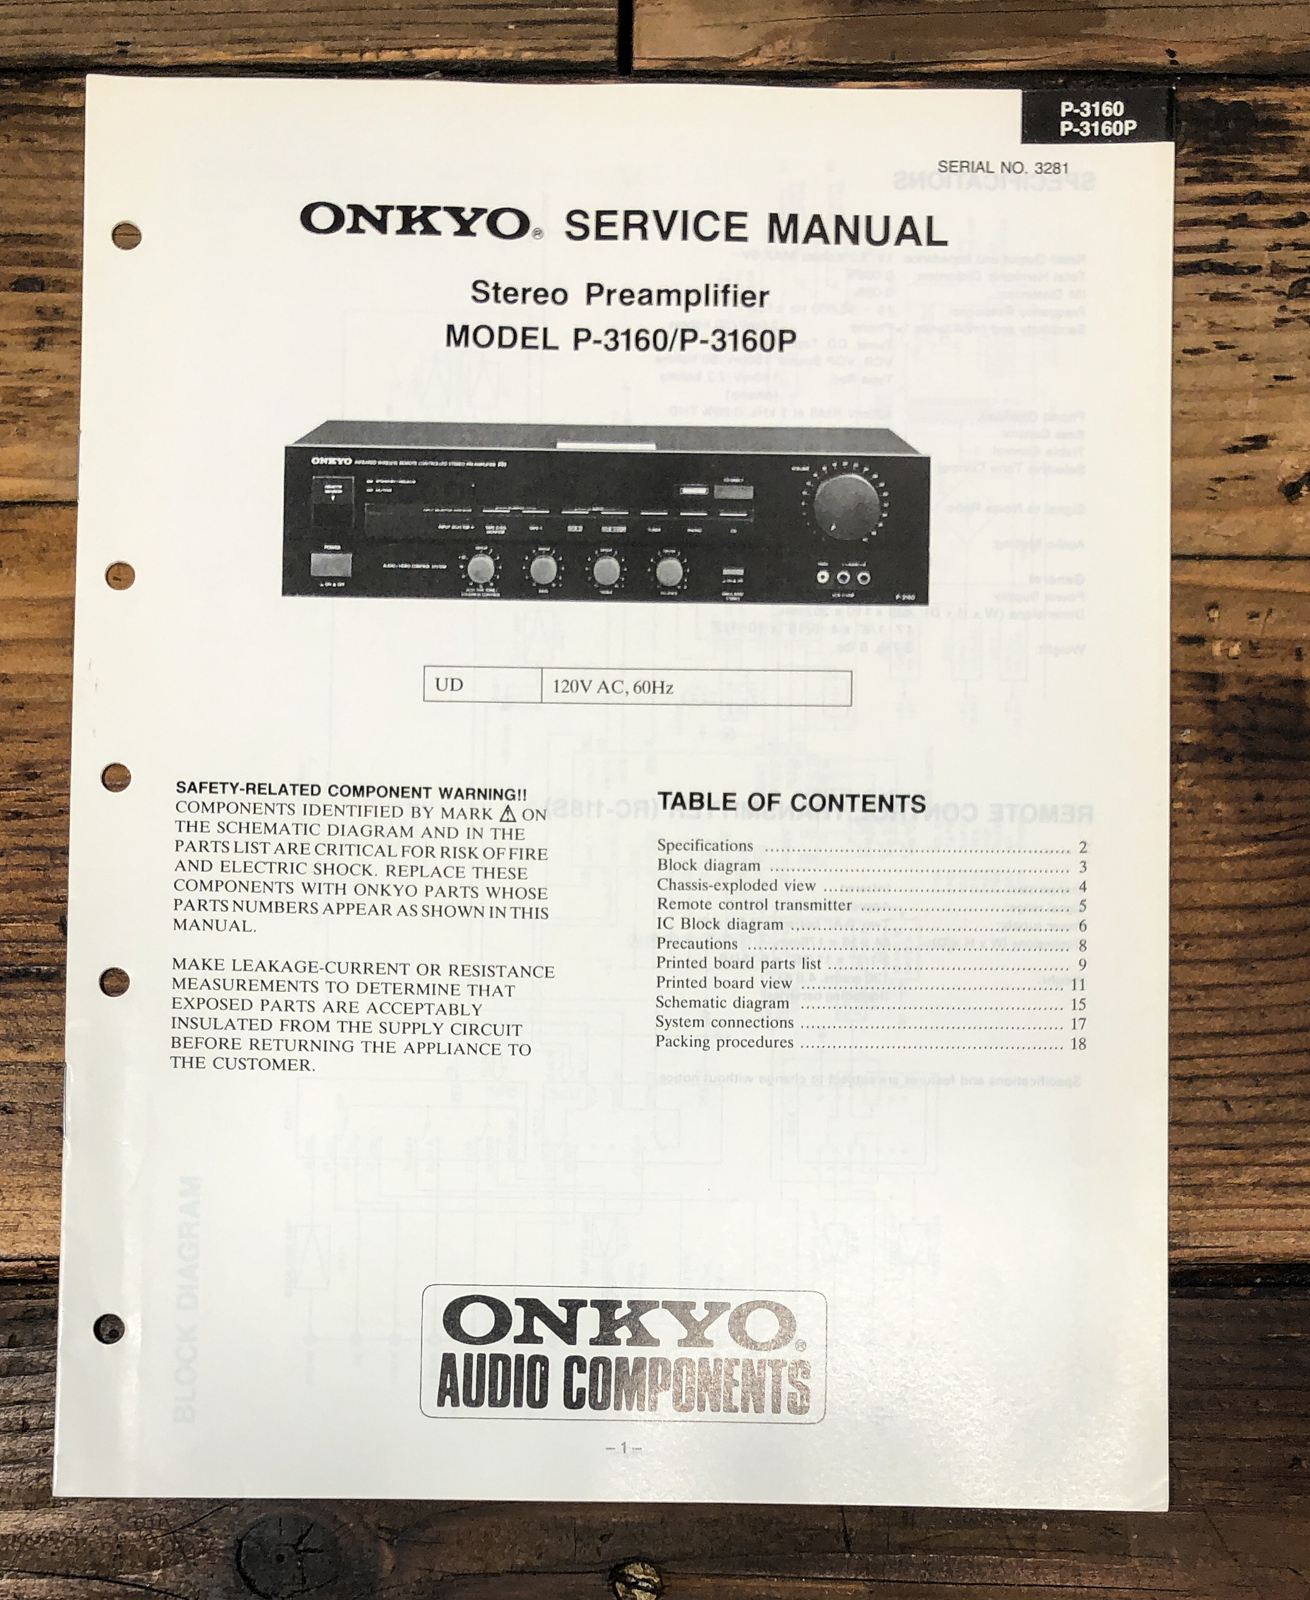 P-3160
P-3160P
SERIAL NO. 3281
ONKYO® SERVICE MANUAL
Stereo Preamplifier
MODEL P-3160/P-3160P
ONKYO
POWER
P-3160
UD 120V AC, 60Hz
SAFETY-RELATED COMPONENT WARNING!!
COMPONENTS IDENTIFIED BY MARK ⚠ ON
THE SCHEMATIC DIAGRAM AND IN THE
PARTS LIST ARE CRITICAL FOR RISK OF FIRE
AND ELECTRIC SHOCK. REPLACE THESE
COMPONENTS WITH ONKYO PARTS WHOSE
PARTS NUMBERS APPEAR AS SHOWN IN THIS
MANUAL.
MAKE LEAKAGE-CURRENT OR RESISTANCE
MEASUREMENTS TO DETERMINE THAT
EXPOSED PARTS ARE ACCEPTABLY
INSULATED FROM THE SUPPLY CIRCUIT
BEFORE RETURNING THE APPLIANCE TO
THE CUSTOMER.
TABLE OF CONTENTS
Specifications ........ 2
Block diagram ........ 3
Chassis-exploded view ........ 4
Remote control transmitter ........ 5
IC Block diagram ........ 6
Precautions ........ 8
Printed board parts list ........ 9
Printed board view ........ 11
Schematic diagram ........ 15
System connections ........ 17
Packing procedures ........ 18
ONKYO®
AUDIO COMPONENTS
– 1 –